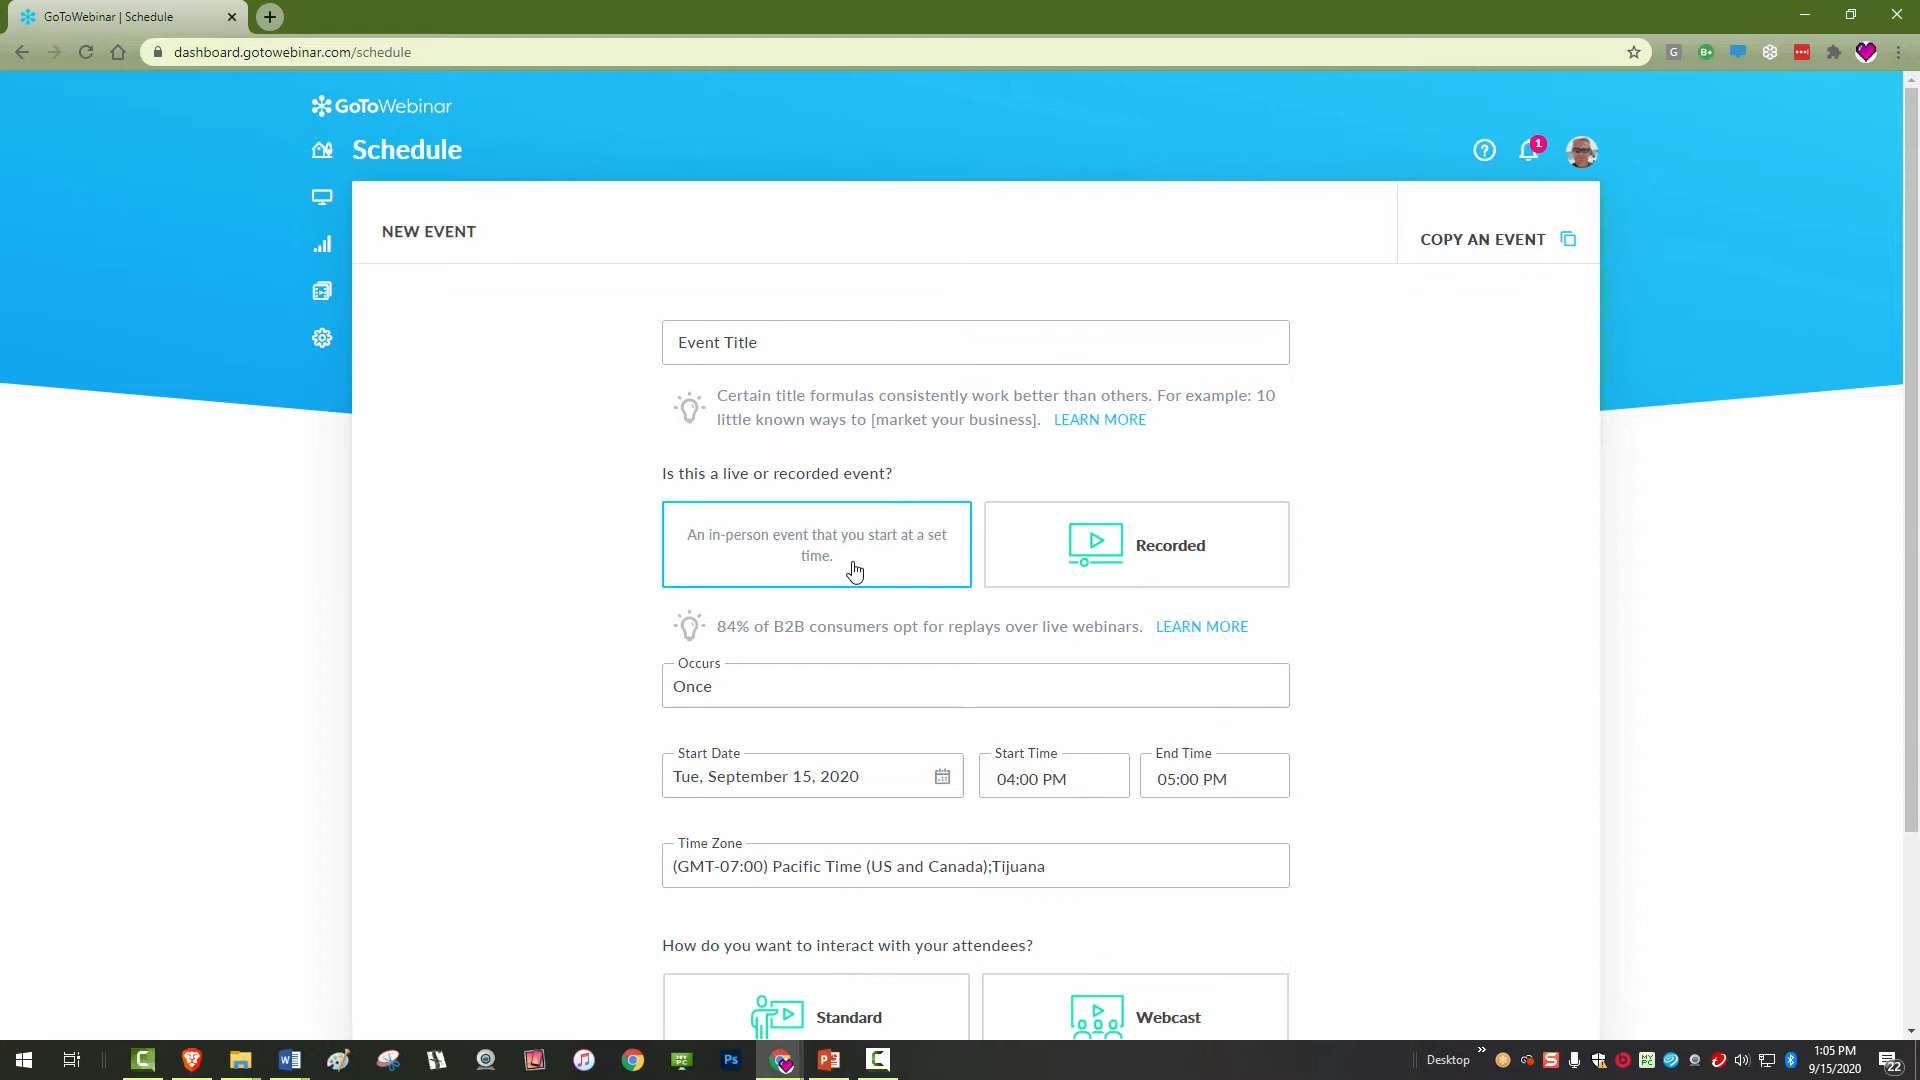 GoToWebinar | Schedule
dashboard.gotowebinar.com/schedule
GoToWebinar
Schedule
1
NEW EVENT
COPY AN EVENT
Event Title
Certain title formulas consistently work better than others. For example: 10
little known ways to [market your business]. LEARN MORE
Is this a live or recorded event?
An in-person event that you start at a set
time.
Recorded
84% of B2B consumers opt for replays over live webinars. LEARN MORE
Occurs
Once
Start Date
Tue, September 15, 2020
Start Time
04:00 PM
End Time
05:00 PM
Time Zone
(GMT-07:00) Pacific Time (US and Canada);Tijuana
How do you want to interact with your attendees?
Standard
Webcast
Desktop
1:05 PM
9/15/2020
22